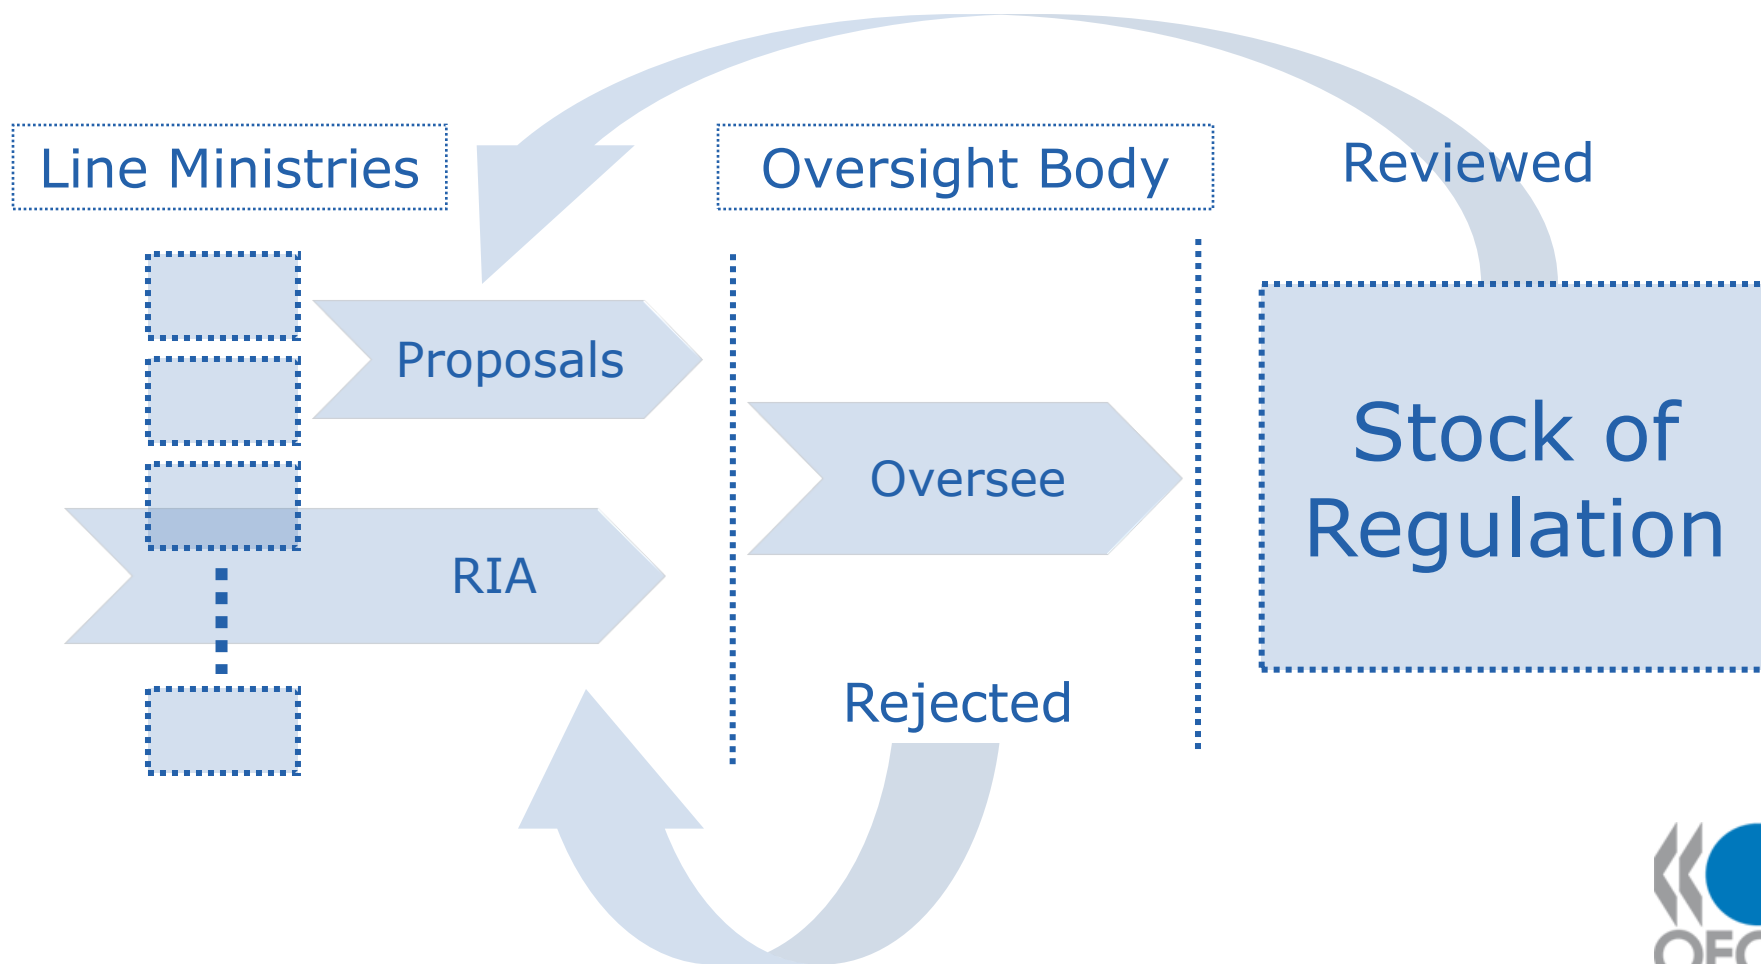 Line Ministries
Oversight Body
Reviewed
Proposals
Oversee
Stock of
Regulation
RIA
Rejected